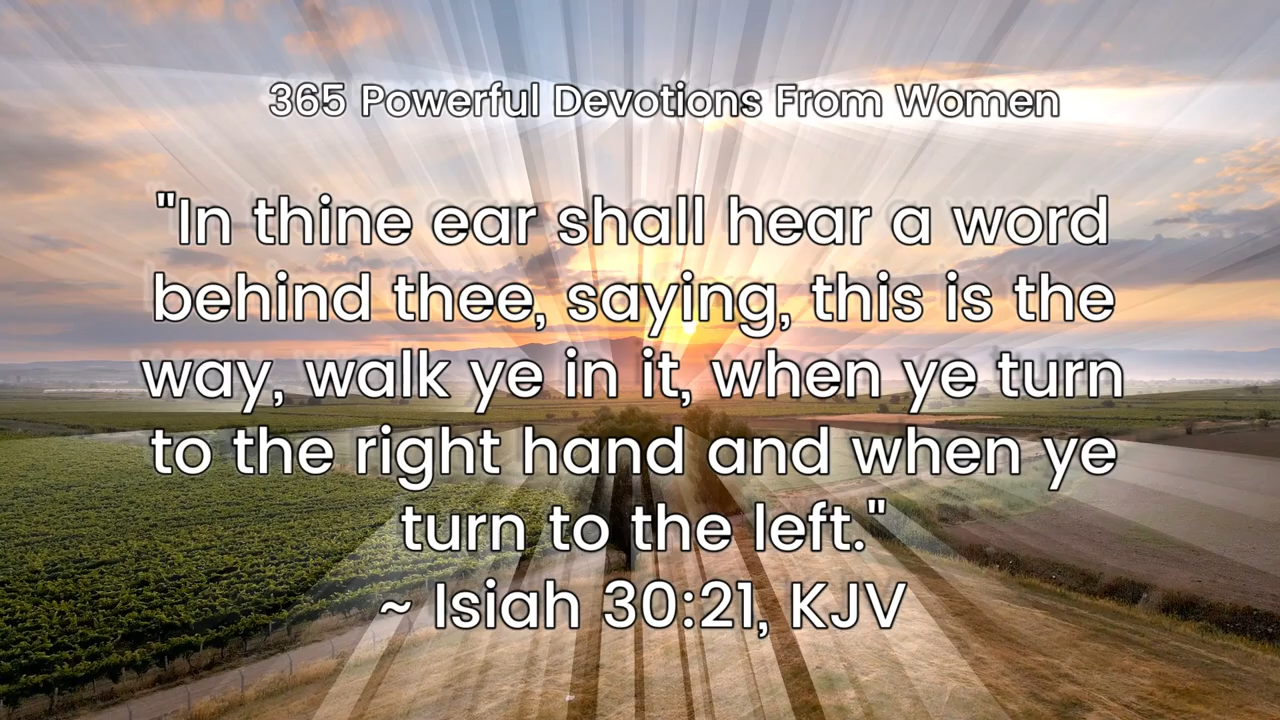 365 Powerful Devotions From Women
"In thine ear shall hear a word
behind thee, saying, this is the
way, walk ye in it, when ye turn
to the right hand and when ye
turn to the left."
~ Isiah 30:21, KJV